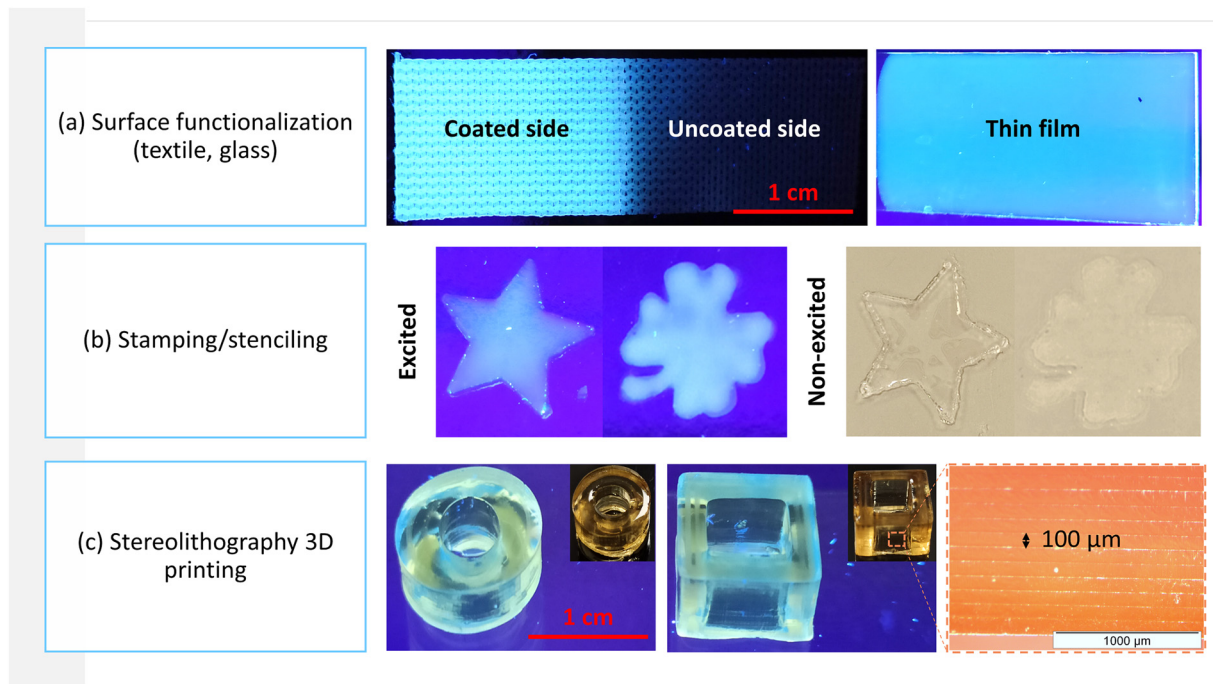 (a) Surface functionalization
(textile, glass)
Coated side
Uncoated side
1 cm
Thin film
(b) Stamping/stenciling
Excited
Non-excited
(c) Stereolithography 3D
printing
1 cm
100 µm
1000 µm